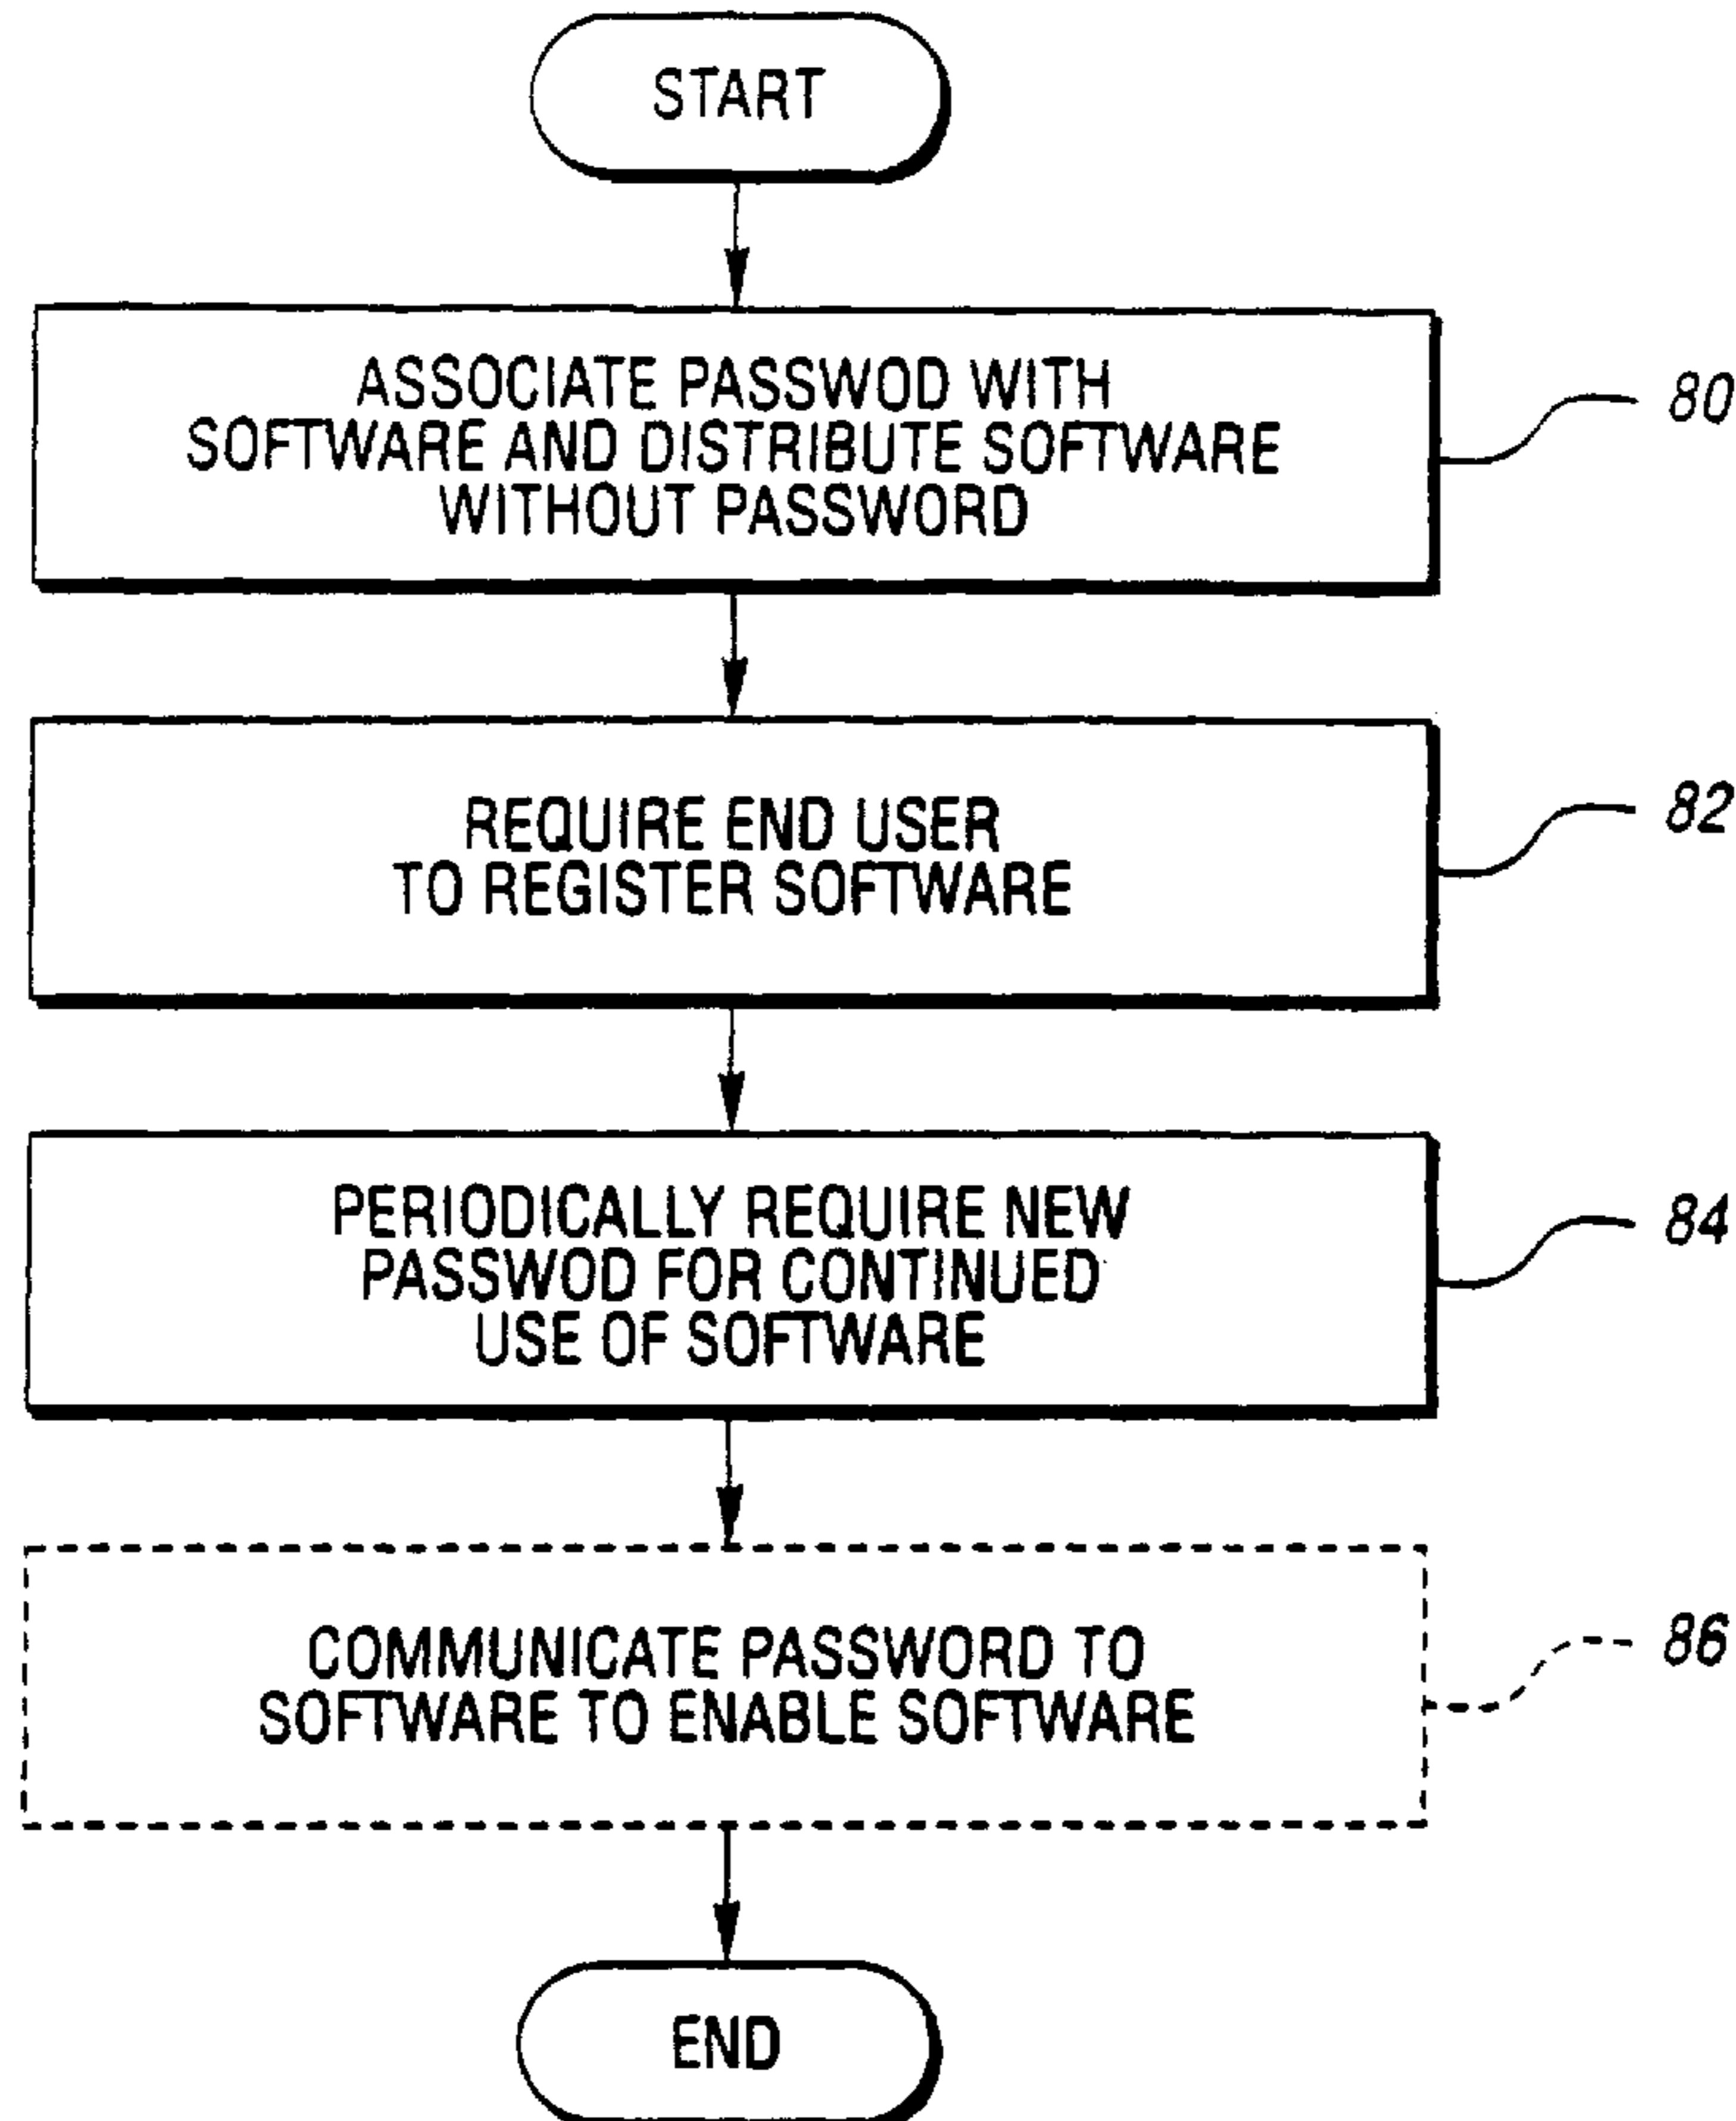 START
ASSOCIATE PASSWOD WITH
SOFTWARE AND DISTRIBUTE SOFTWARE
WITHOUT PASSWORD
80
REQUIRE END USER
TO REGISTER SOFTWARE
82
PERIODICALLY REQUIRE NEW
PASSWOD FOR CONTINUED
USE OF SOFTWARE
84
COMMUNICATE PASSWORD TO
SOFTWARE TO ENABLE SOFTWARE
86
END